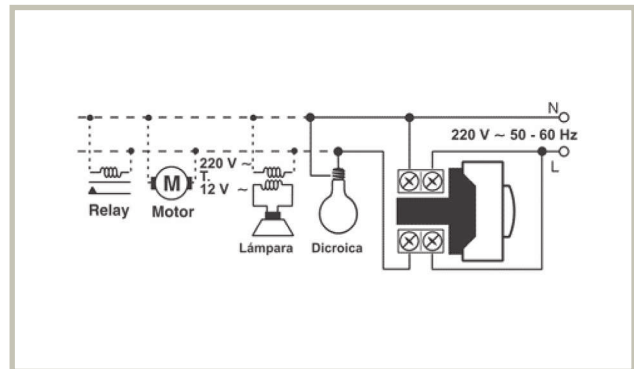 N
220 V ~ 50 - 60 Hz
L
220 V ~
T.
12 V ~
M
Relay
Motor
Lámpara
Dicroica